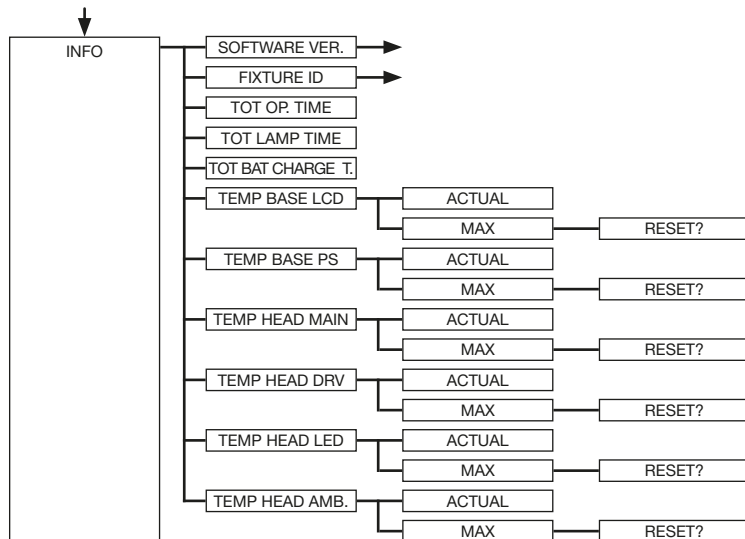 INFO
SOFTWARE VER.
FIXTURE ID
TOT OP. TIME
TOT LAMP TIME
TOT BAT CHARGE T.
TEMP BASE LCD ACTUAL
MAX RESET?
TEMP BASE PS ACTUAL
MAX RESET?
TEMP HEAD MAIN ACTUAL
MAX RESET?
TEMP HEAD DRV ACTUAL
MAX RESET?
TEMP HEAD LED ACTUAL
MAX RESET?
TEMP HEAD AMB. ACTUAL
MAX RESET?